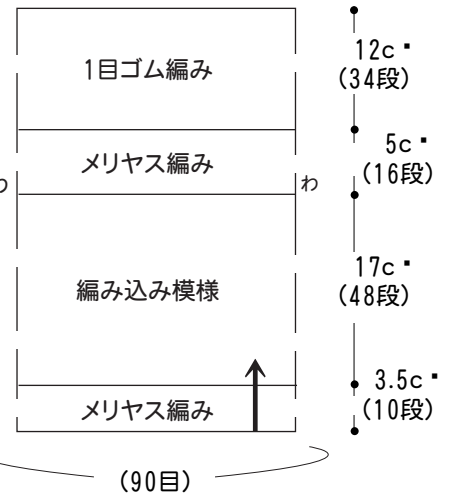 1目ゴム編み
12c
(34段)
メリヤス編み
5c
(16段)
わ
わ
編み込み模様
17c
(48段)
メリヤス編み
3.5c
(10段)
(90目)